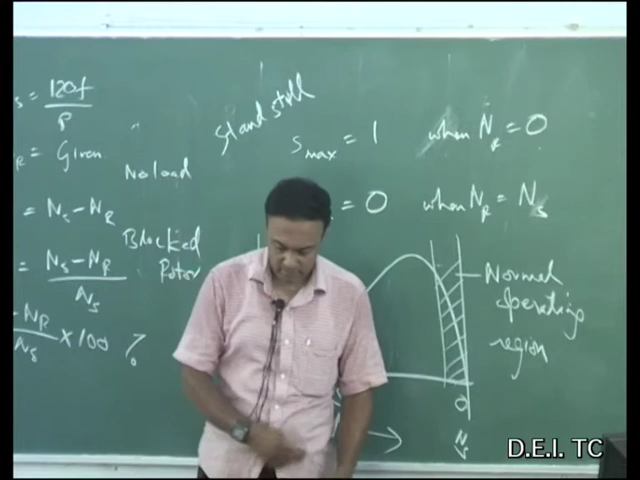 s = 120f
P
R = Given
= Ns - NR
= Ns - NR
Ns
- NR
Ns × 100 ?
No load
Blocked
Rotor
Stand still
smax = 1 when NR = 0
= 0 when NR = Ns
Normal
operating
region
0
Ns
D.E.I. TC